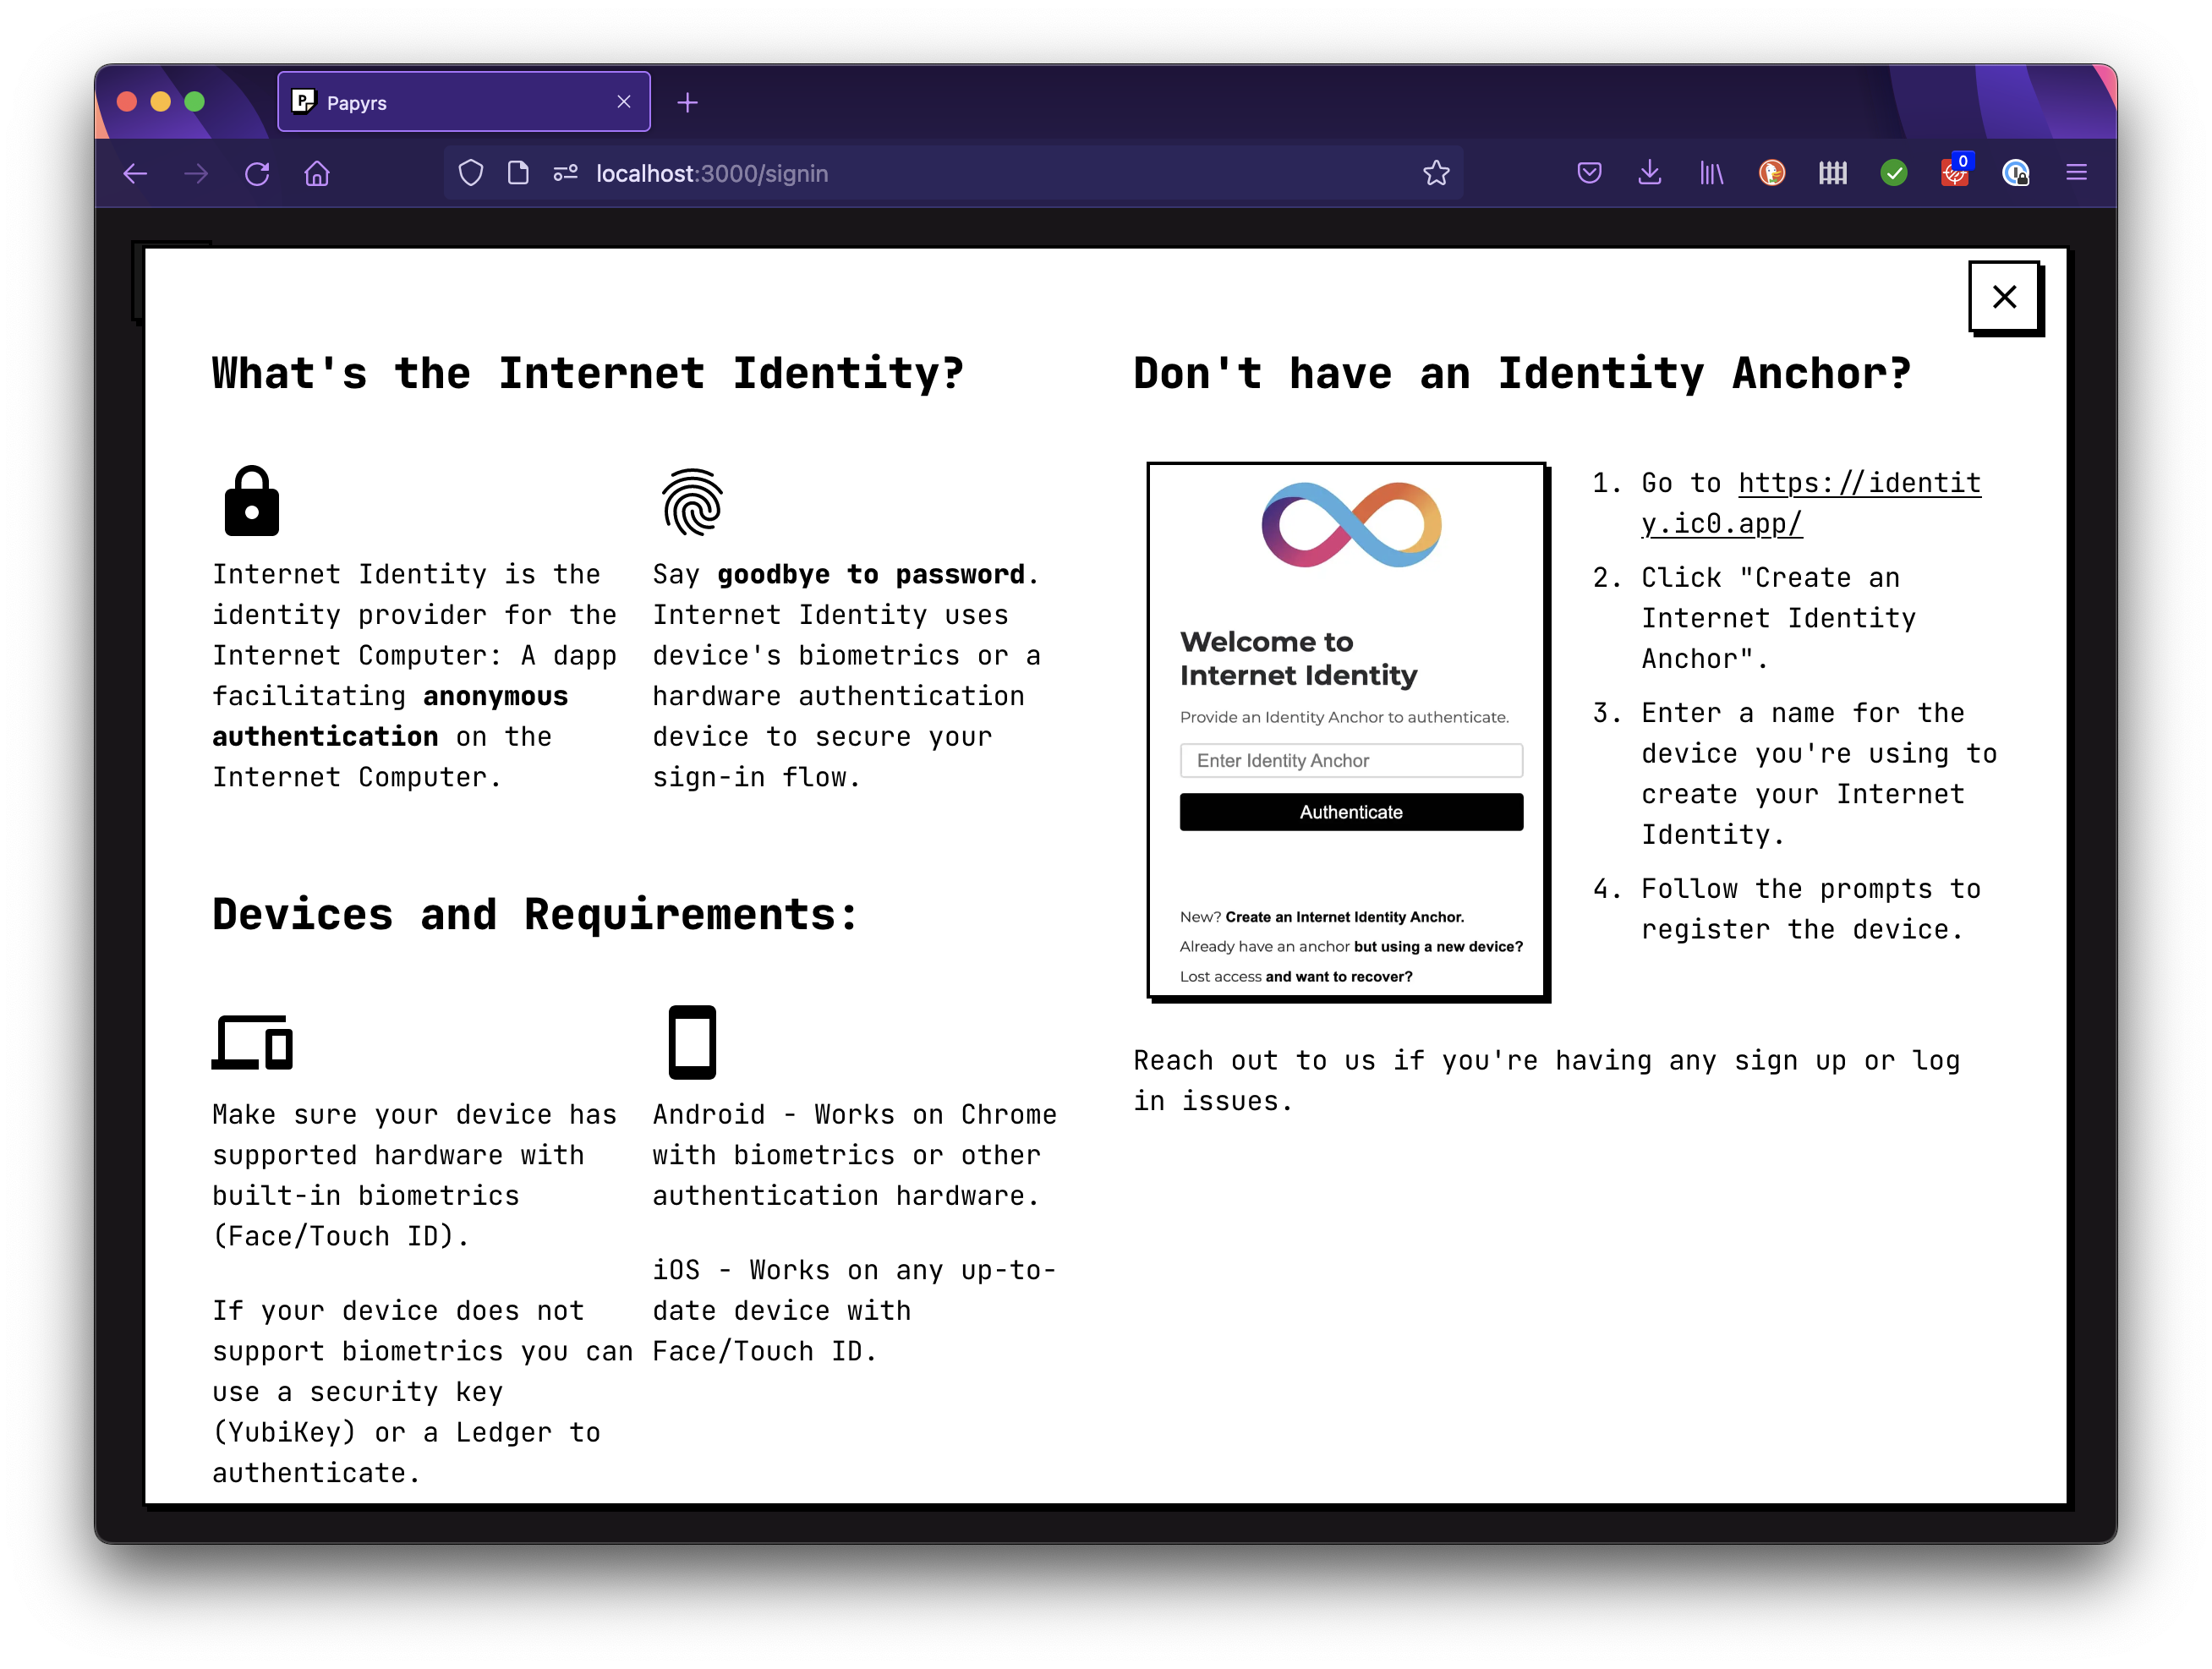 Papyrs
localhost:3000/signin
0
What's the Internet Identity?
Internet Identity is the
identity provider for the
Internet Computer: A dapp
facilitating anonymous
authentication on the
Internet Computer.
Say goodbye to password.
Internet Identity uses
device's biometrics or a
hardware authentication
device to secure your
sign-in flow.
Devices and Requirements:
Make sure your device has
supported hardware with
built-in biometrics
(Face/Touch ID).
If your device does not
support biometrics you can
use a security key
(YubiKey) or a Ledger to
authenticate.
Android - Works on Chrome
with biometrics or other
authentication hardware.
iOS - Works on any up-to-
date device with
Face/Touch ID.
Don't have an Identity Anchor?
Welcome to
Internet Identity
Provide an Identity Anchor to authenticate.
Enter Identity Anchor
Authenticate
New? Create an Internet Identity Anchor.
Already have an anchor but using a new device?
Lost access and want to recover?
1. Go to https://identit
y.ic0.app/
2. Click "Create an
Internet Identity
Anchor".
3. Enter a name for the
device you're using to
create your Internet
Identity.
4. Follow the prompts to
register the device.
Reach out to us if you're having any sign up or log
in issues.